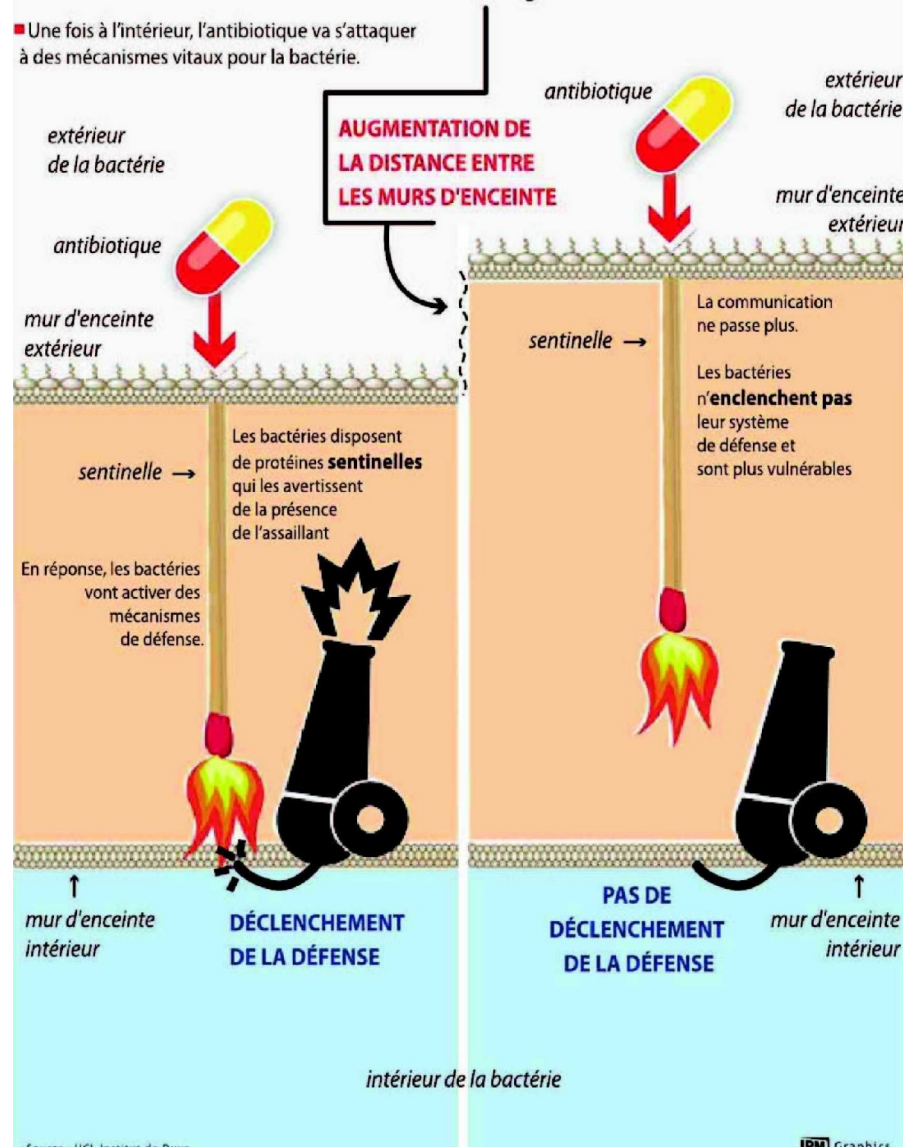 ■ Une fois à l'intérieur, l'antibiotique va s'attaquer
à des mécanismes vitaux pour la bactérie.
extérieur
de la bactérie
antibiotique
mur d'enceinte
extérieur
sentinelle →
Les bactéries disposent
de protéines sentinelles
qui les avertissent
de la présence
de l'assaillant
En réponse, les bactéries
vont activer des
mécanismes
de défense.
mur d'enceinte
intérieur
DÉCLENCHEMENT
DE LA DÉFENSE
AUGMENTATION DE
LA DISTANCE ENTRE
LES MURS D'ENCEINTE
antibiotique
extérieur
de la bactérie
mur d'enceinte
extérieur
sentinelle →
La communication
ne passe plus.
Les bactéries
n'enclenchent pas
leur système
de défense et
sont plus vulnérables
PAS DE
DÉCLENCHEMENT
DE LA DÉFENSE
mur d'enceinte
intérieur
intérieur de la bactérie
IPM Graphics